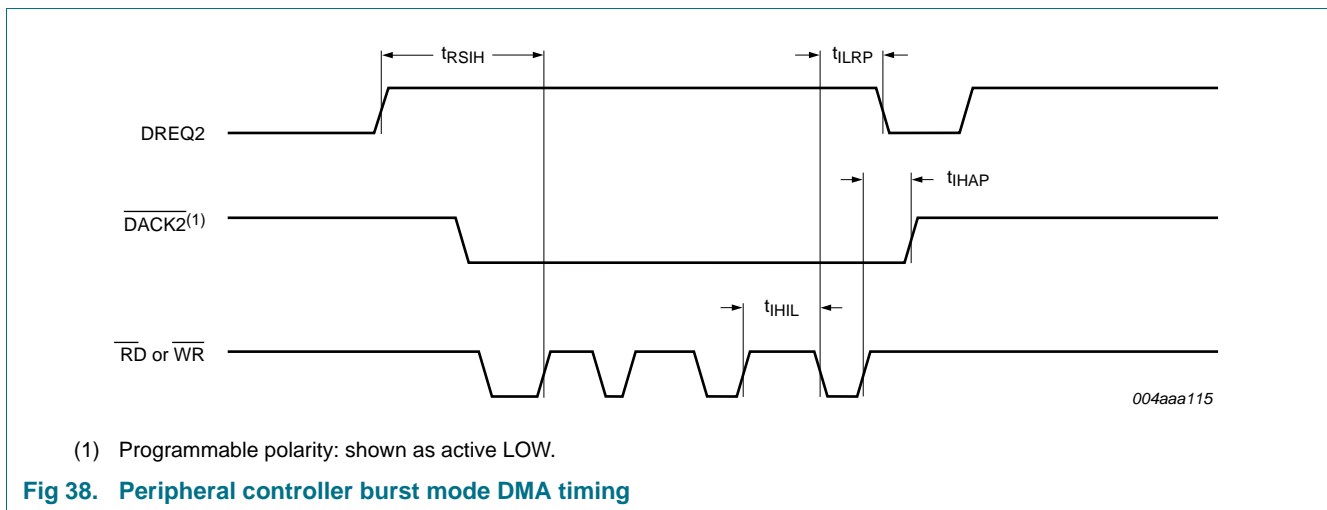 tRSIH
tILRP
DREQ2
tIHAP
DACK2(1)
tIHIL
RD or WR
004aaa115
(1) Programmable polarity: shown as active LOW.
Fig 38. Peripheral controller burst mode DMA timing